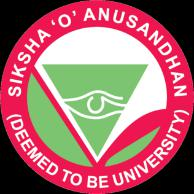 SIKSHA 'O' ANUSANDHAN
(DEEMED TO BE UNIVERSITY)